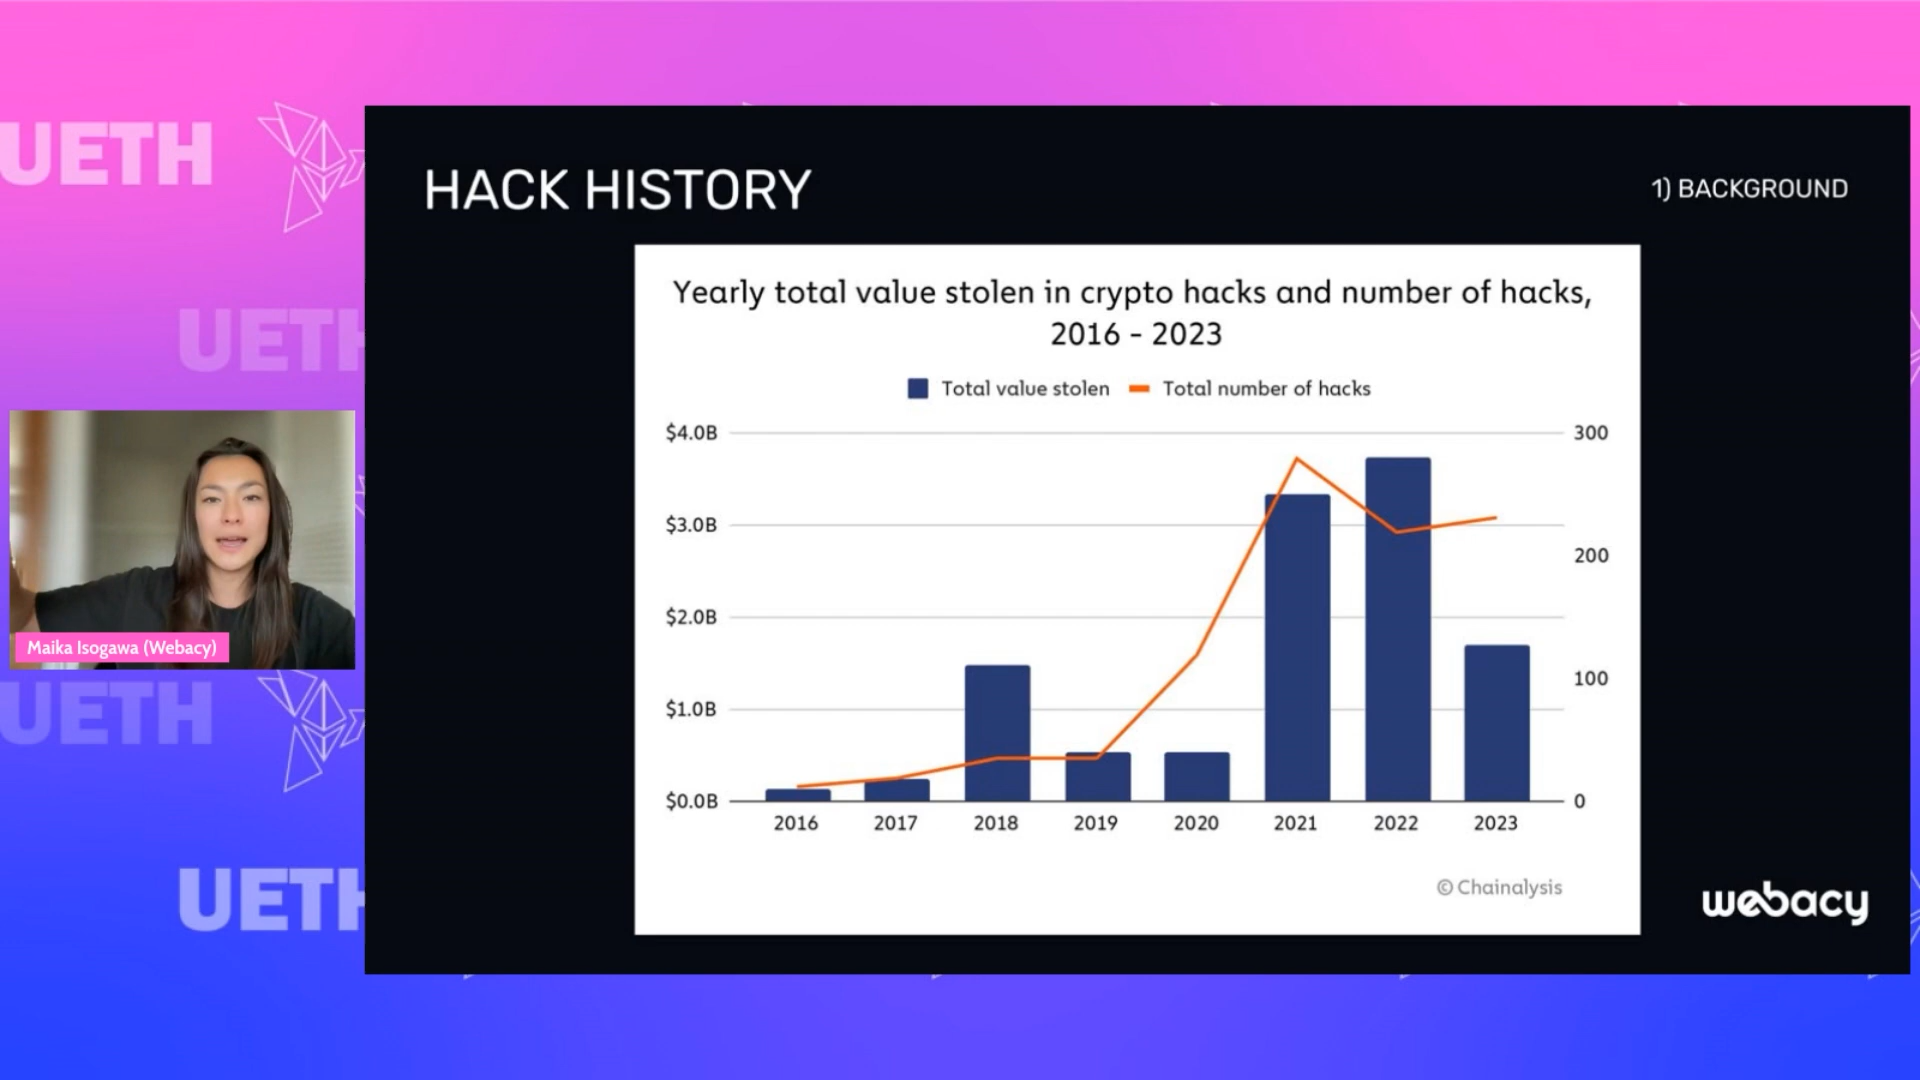 UETH
HACK HISTORY
1) BACKGROUND
Yearly total value stolen in crypto hacks and number of hacks,
2016 - 2023
Total value stolen
Total number of hacks
$4.0B
300
$3.0B
200
$2.0B
100
$1.0B
$0.0B
0
2016 2017 2018 2019 2020 2021 2022 2023
© Chainalysis
webacy
UETH
Maika Isogawa (Webacy)
UETH
UETH